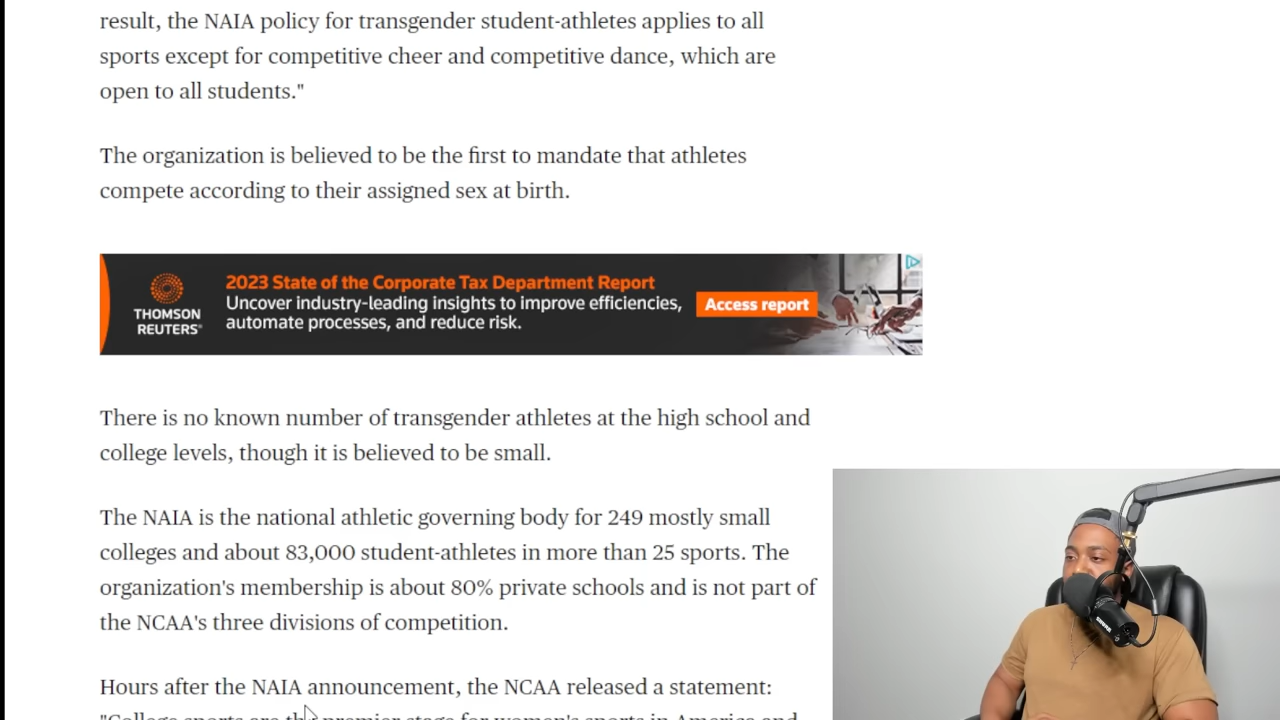 result, the NAIA policy for transgender student-athletes applies to all
sports except for competitive cheer and competitive dance, which are
open to all students."
The organization is believed to be the first to mandate that athletes
compete according to their assigned sex at birth.
THOMSON
REUTERS®
2023 State of the Corporate Tax Department Report
Uncover industry-leading insights to improve efficiencies,
automate processes, and reduce risk.
Access report
There is no known number of transgender athletes at the high school and
college levels, though it is believed to be small.
The NAIA is the national athletic governing body for 249 mostly small
colleges and about 83,000 student-athletes in more than 25 sports. The
organization's membership is about 80% private schools and is not part of
the NCAA's three divisions of competition.
Hours after the NAIA announcement, the NCAA released a statement:
"College sports are the premier stage for women's sports in America and
SHURE